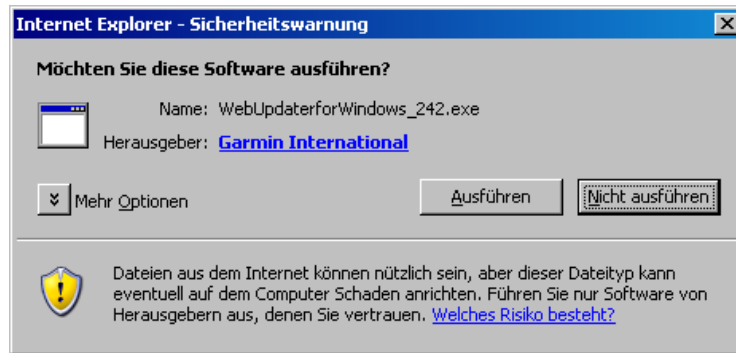 Internet Explorer - Sicherheitswarnung
Möchten Sie diese Software ausführen?
Name: WebUpdaterforWindows_242.exe
Herausgeber: Garmin International
Mehr Optionen
Ausführen
Nicht ausführen
Dateien aus dem Internet können nützlich sein, aber dieser Dateityp kann
eventuell auf dem Computer Schaden anrichten. Führen Sie nur Software von
Herausgebern aus, denen Sie vertrauen. Welches Risiko besteht?